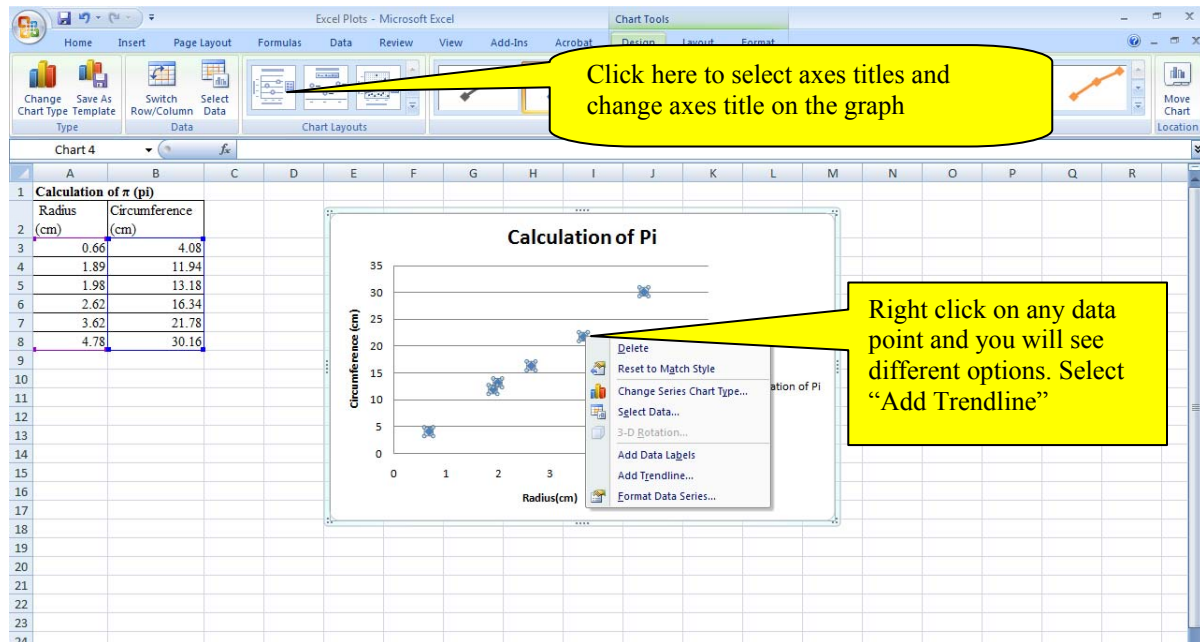 Excel Plots - Microsoft Excel
Chart Tools
Home Insert Page Layout Formulas Data Review View Add-Ins Acrobat Design Layout Format
Change Chart Type
Save As Template
Switch Row/Column
Select Data
Move Chart
Type Data Chart Layouts Location
Click here to select axes titles and
change axes title on the graph
Chart 4 fx
A B C D E F G H I J K L M N O P Q R
1 Calculation of π (pi)
2 Radius (cm) Circumference (cm)
3 0.66 4.08
4 1.89 11.94
5 1.98 13.18
6 2.62 16.34
7 3.62 21.78
8 4.78 30.16
9
10
11
12
13
14
15
16
17
18
19
20
21
22
23
24
Calculation of Pi
35
30
25
20
15
10
5
0
Circumference (cm)
0 1 2 3
Radius(cm)
ation of Pi
Delete
Reset to Match Style
Change Series Chart Type...
Select Data...
3-D Rotation...
Add Data Labels
Add Trendline...
Format Data Series...
Right click on any data
point and you will see
different options. Select
“Add Trendline”